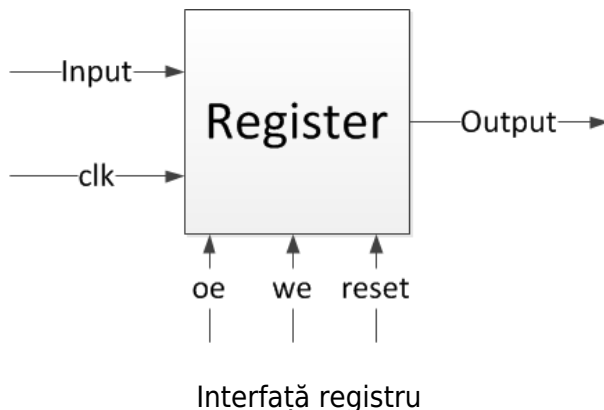 Input
Register
Output
clk
oe we reset
Interfață registru